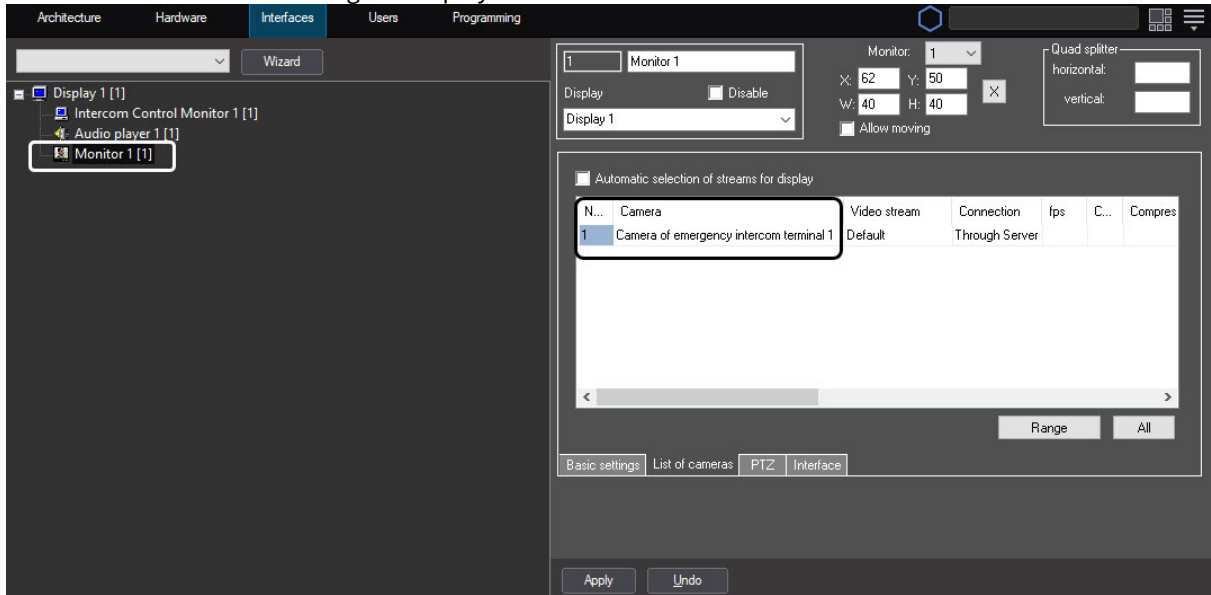 Architecture Hardware Interfaces Users Programming
Wizard
Display 1 [1]
Intercom Control Monitor 1 [1]
Audio player 1 [1]
Monitor 1 [1]
1 Monitor 1
Display Disable
Display 1
Monitor: 1
X: 62 Y: 50
X
W: 40 H: 40
Allow moving
Quad splitter
horizontal:
vertical:
Automatic selection of streams for display
N... Camera Video stream Connection fps C... Compres
1 Camera of emergency intercom terminal 1 Default Through Server
Range All
Basic settings List of cameras PTZ Interface
Apply Undo